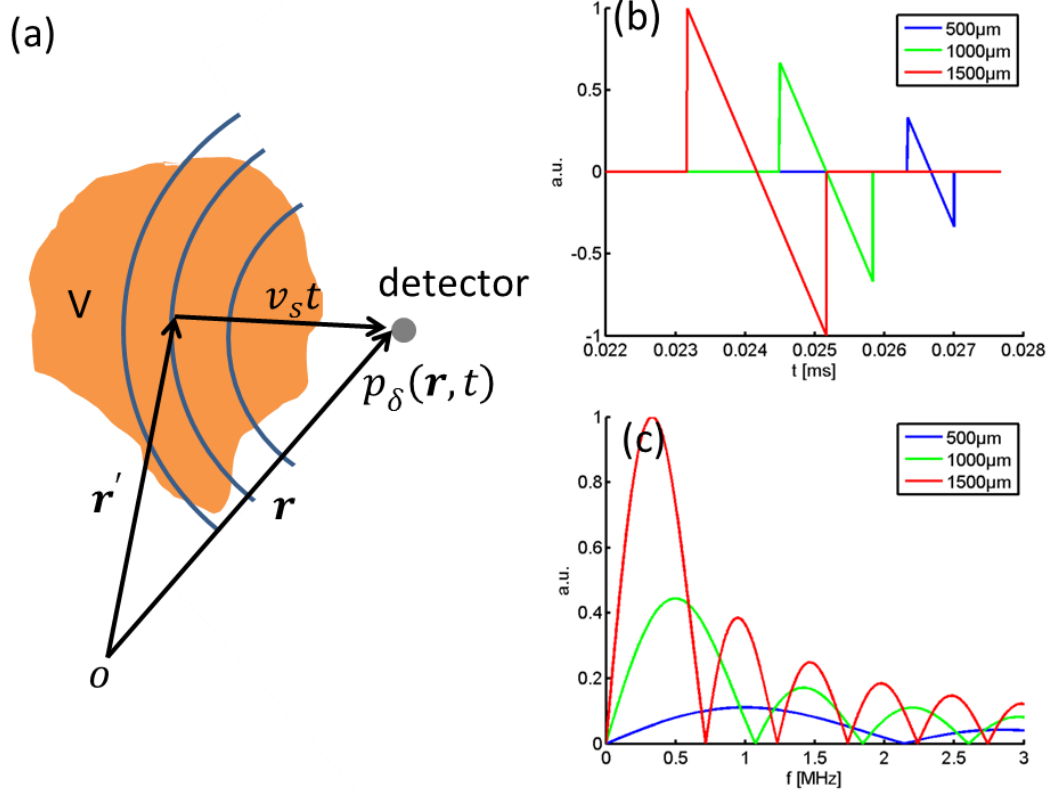 (a)
V
v_s t
detector
p_δ(r, t)
r′
r
o
(b)
500µm
1000µm
1500µm
1
0.5
0
-0.5
-1
a.u.
0.022 0.023 0.024 0.025 0.026 0.027 0.028
t [ms]
(c)
500µm
1000µm
1500µm
1
0.8
0.6
0.4
0.2
0
a.u.
0 0.5 1 1.5 2 2.5 3
f [MHz]